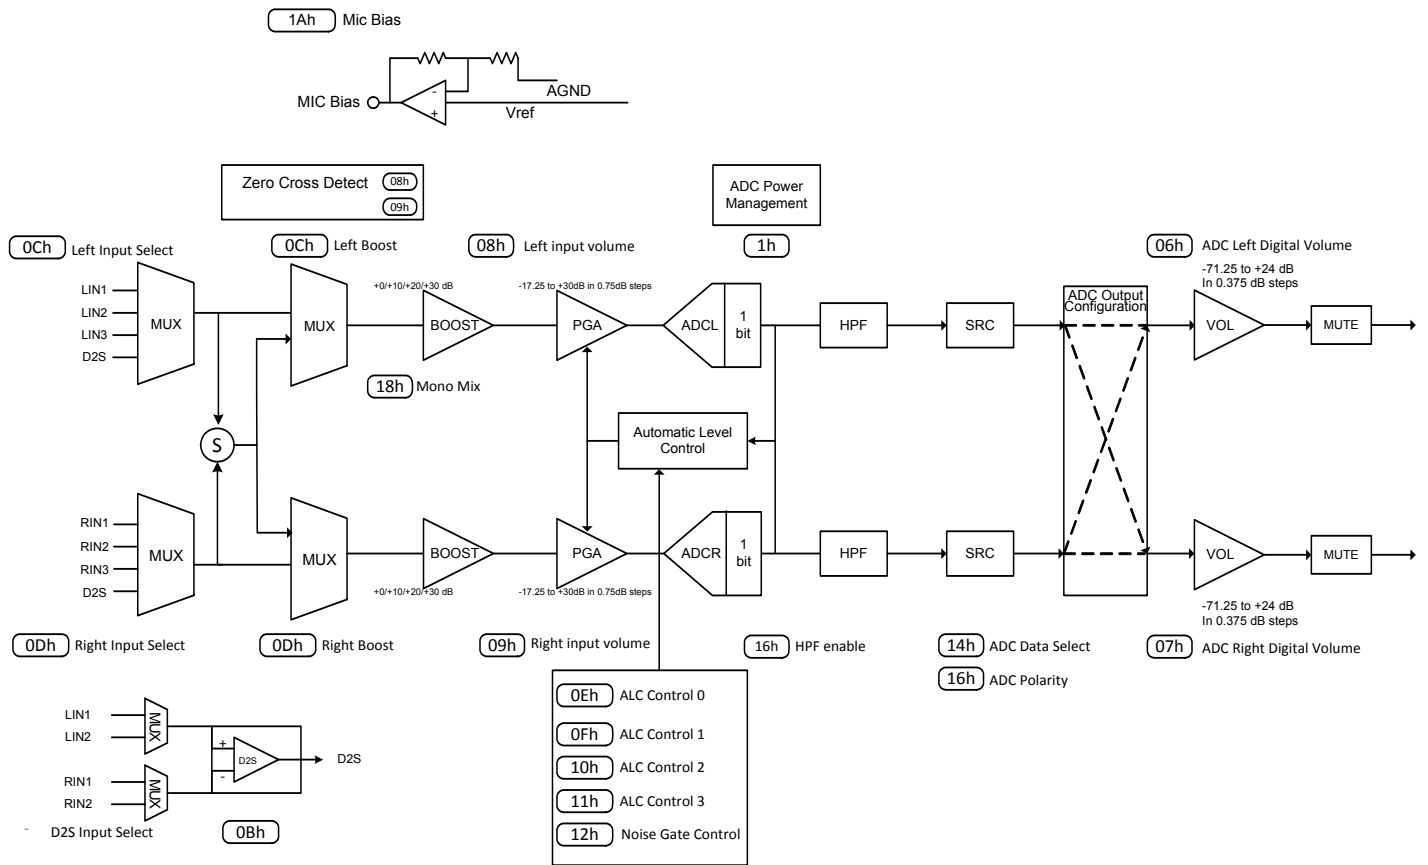 1Ah Mic Bias
MIC Bias
-
+
AGND
Vref
Zero Cross Detect 08h
09h
ADC Power
Management
0Ch Left Input Select
0Ch Left Boost
08h Left input volume
1h
06h ADC Left Digital Volume
-71.25 to +24 dB
In 0.375 dB steps
LIN1
LIN2
LIN3
D2S
MUX
MUX
+0/+10/+20/+30 dB
BOOST
-17.25 to +30dB in 0.75dB steps
PGA
ADCL
1
bit
HPF
SRC
ADC Output
Configuration
VOL
MUTE
18h Mono Mix
S
Automatic Level
Control
RIN1
RIN2
RIN3
D2S
MUX
MUX
BOOST
+0/+10/+20/+30 dB
PGA
-17.25 to +30dB in 0.75dB steps
ADCR
1
bit
HPF
SRC
VOL
MUTE
-71.25 to +24 dB
In 0.375 dB steps
0Dh Right Input Select
0Dh Right Boost
09h Right input volume
16h HPF enable
14h ADC Data Select
16h ADC Polarity
07h ADC Right Digital Volume
0Eh ALC Control 0
0Fh ALC Control 1
10h ALC Control 2
11h ALC Control 3
12h Noise Gate Control
LIN1
LIN2
MUX
RIN1
RIN2
MUX
+
D2S
-
D2S
- D2S Input Select
0Bh